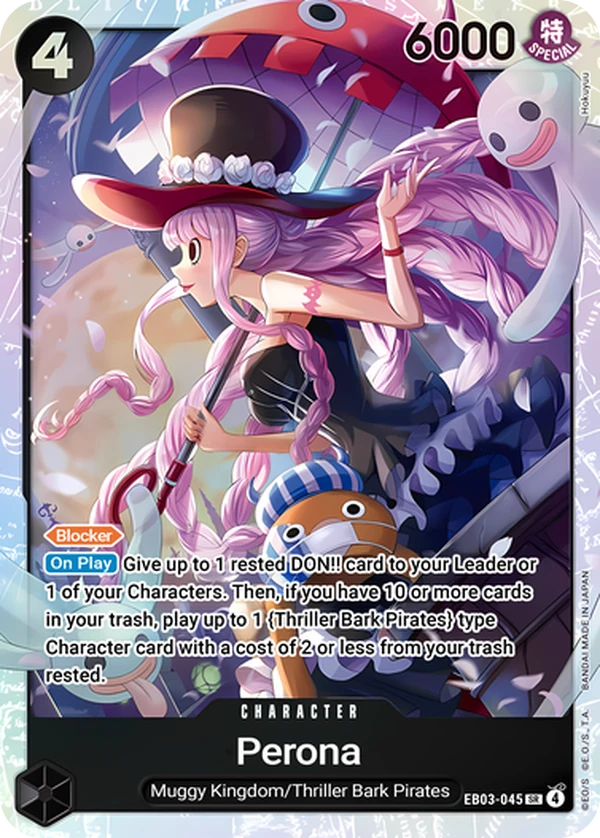 4
6000
特
SPECIAL
Hokuyuu
Blocker
On Play Give up to 1 rested DON!! card to your Leader or
1 of your Characters. Then, if you have 10 or more cards
in your trash, play up to 1 {Thriller Bark Pirates} type
Character card with a cost of 2 or less from your trash
rested.
CHARACTER
Perona
Muggy Kingdom/Thriller Bark Pirates
EB03-045 SR 4
©E.O/S ©E.O./S, T.A. BANDAI MADE IN JAPAN